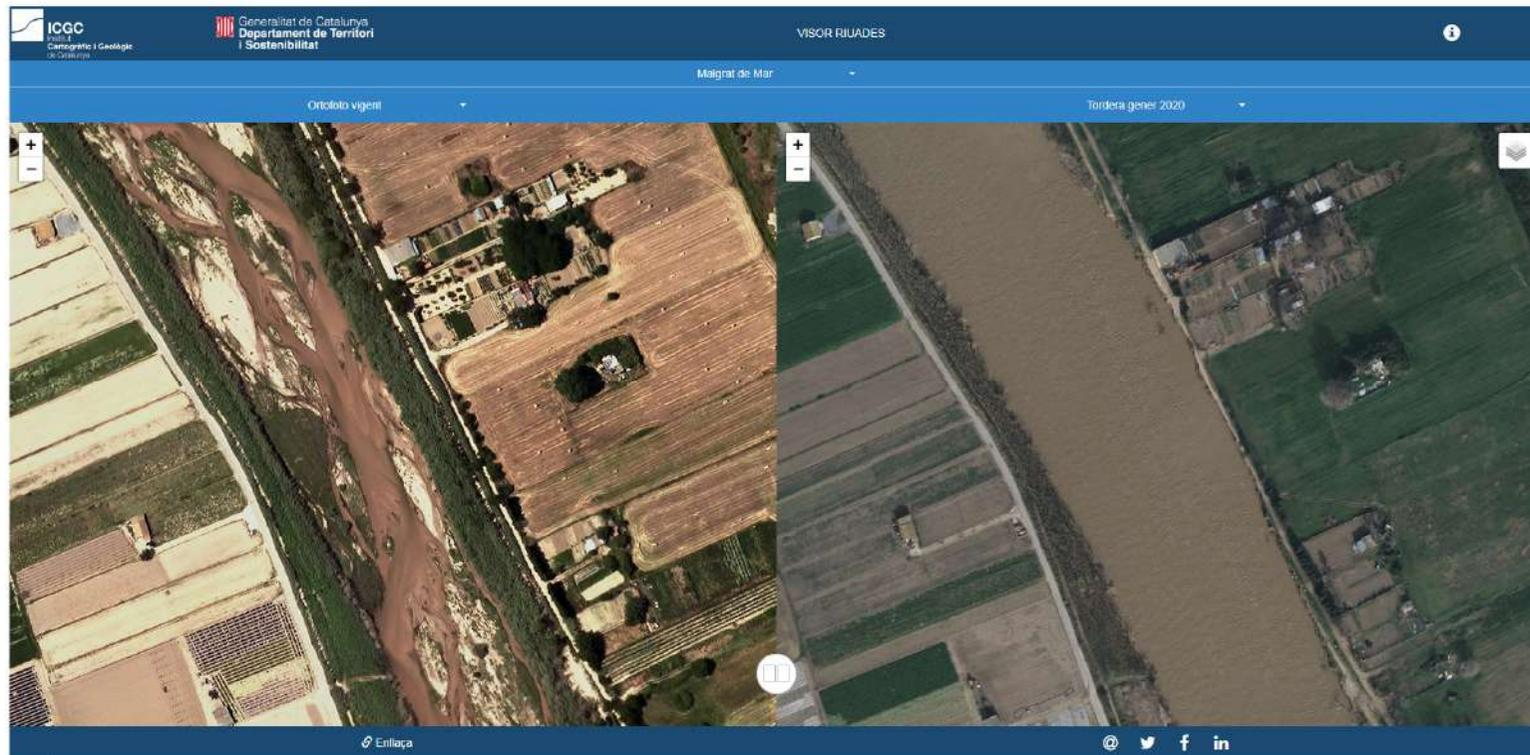 ICGC
Institut
Cartogràfic i Geològic
de Catalunya
Generalitat de Catalunya
Departament de Territori
i Sostenibilitat
VISOR RIUADES
Malgrat de Mar
Ortofoto vigent
Tordera gener 2020
+
−
+
−
Enllaça